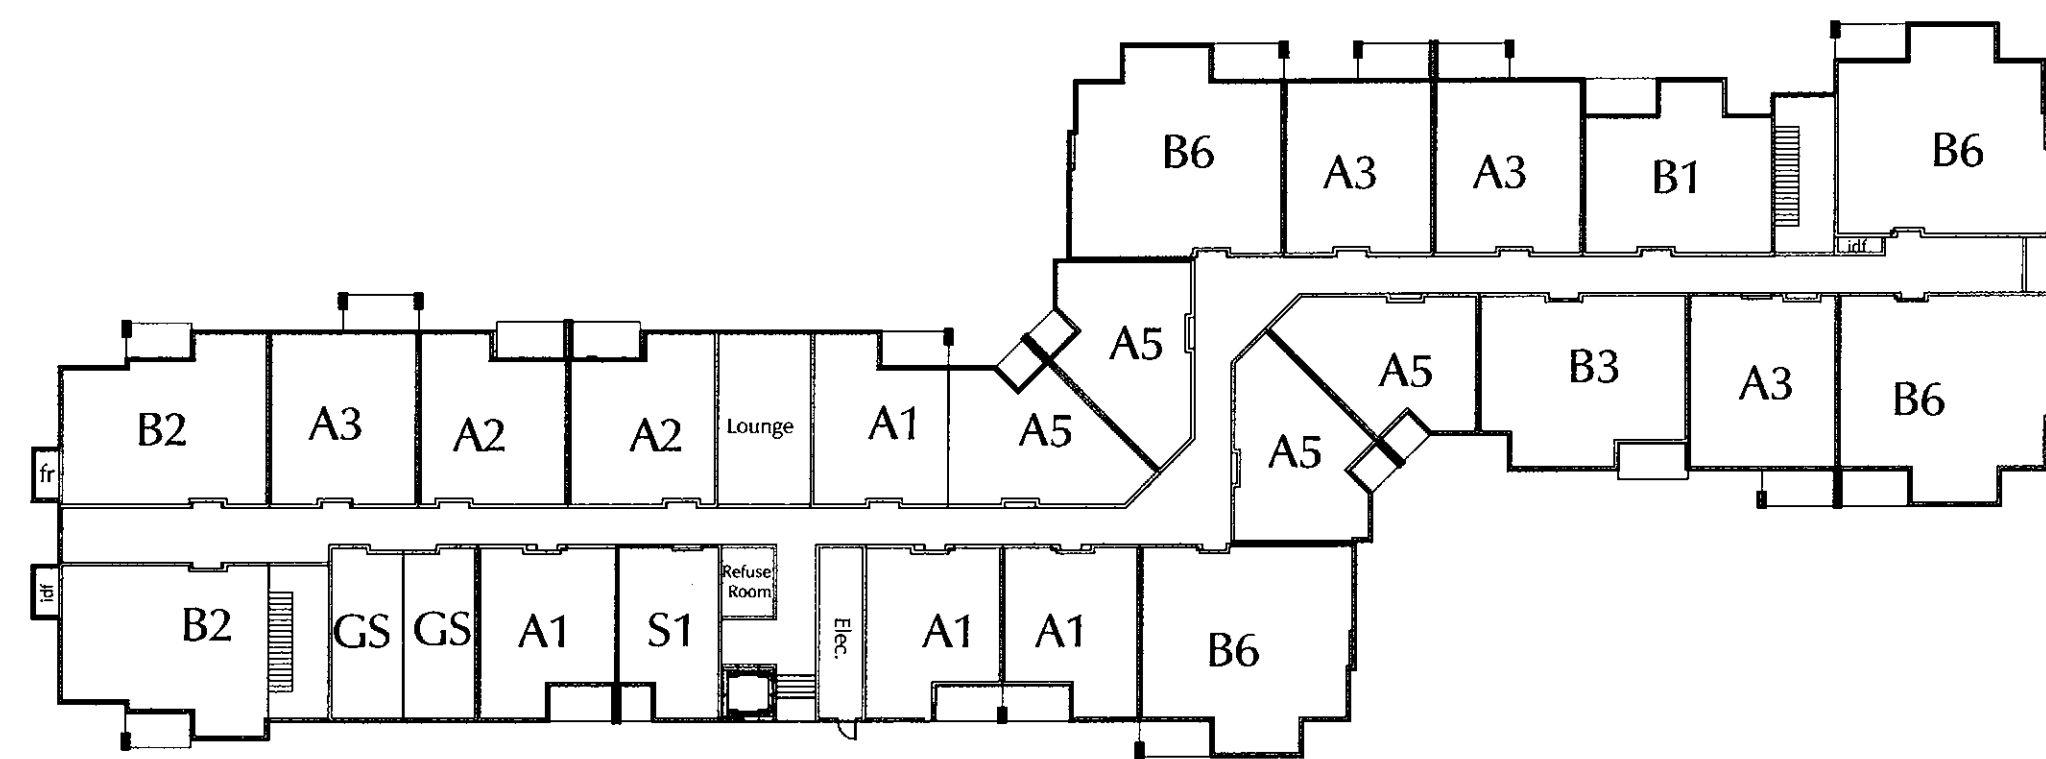 B6
A3
A3
B1
B6
idf
A5
A5
B3
A3
B6
B2
A3
A2
A2
Lounge
A1
A5
A5
fr
idf
B2
GS
GS
A1
S1
Refuse
Room
Elec.
A1
A1
B6